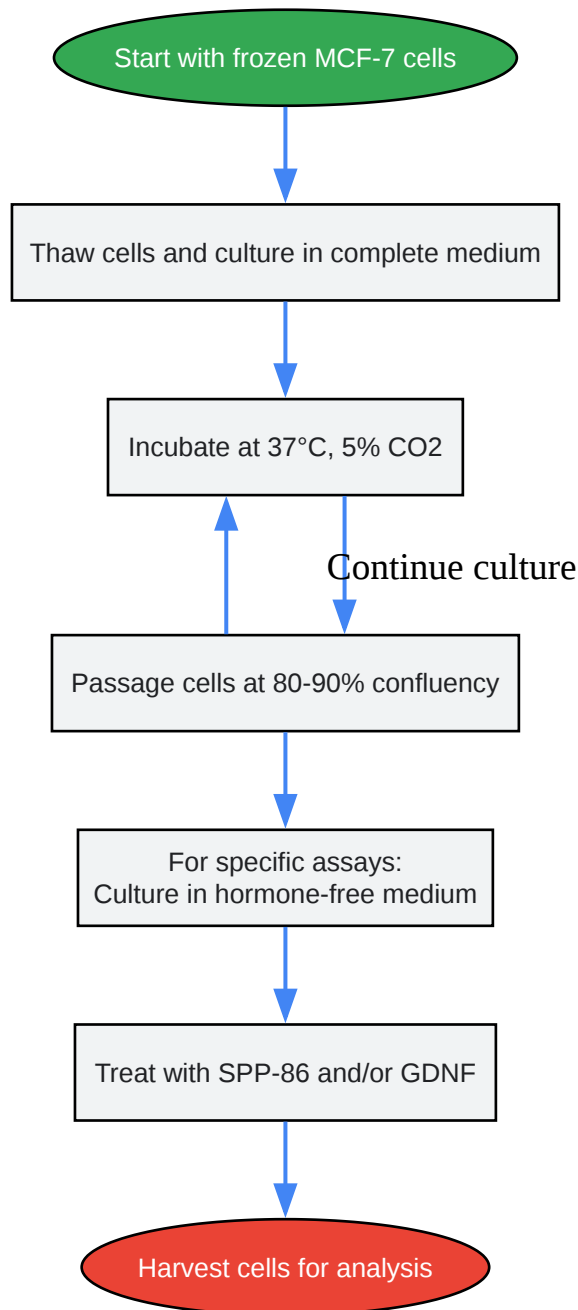 Start with frozen MCF-7 cells
Thaw cells and culture in complete medium
Incubate at 37°C, 5% CO2
Continue culture
Passage cells at 80-90% confluency
For specific assays:
Culture in hormone-free medium
Treat with SPP-86 and/or GDNF
Harvest cells for analysis